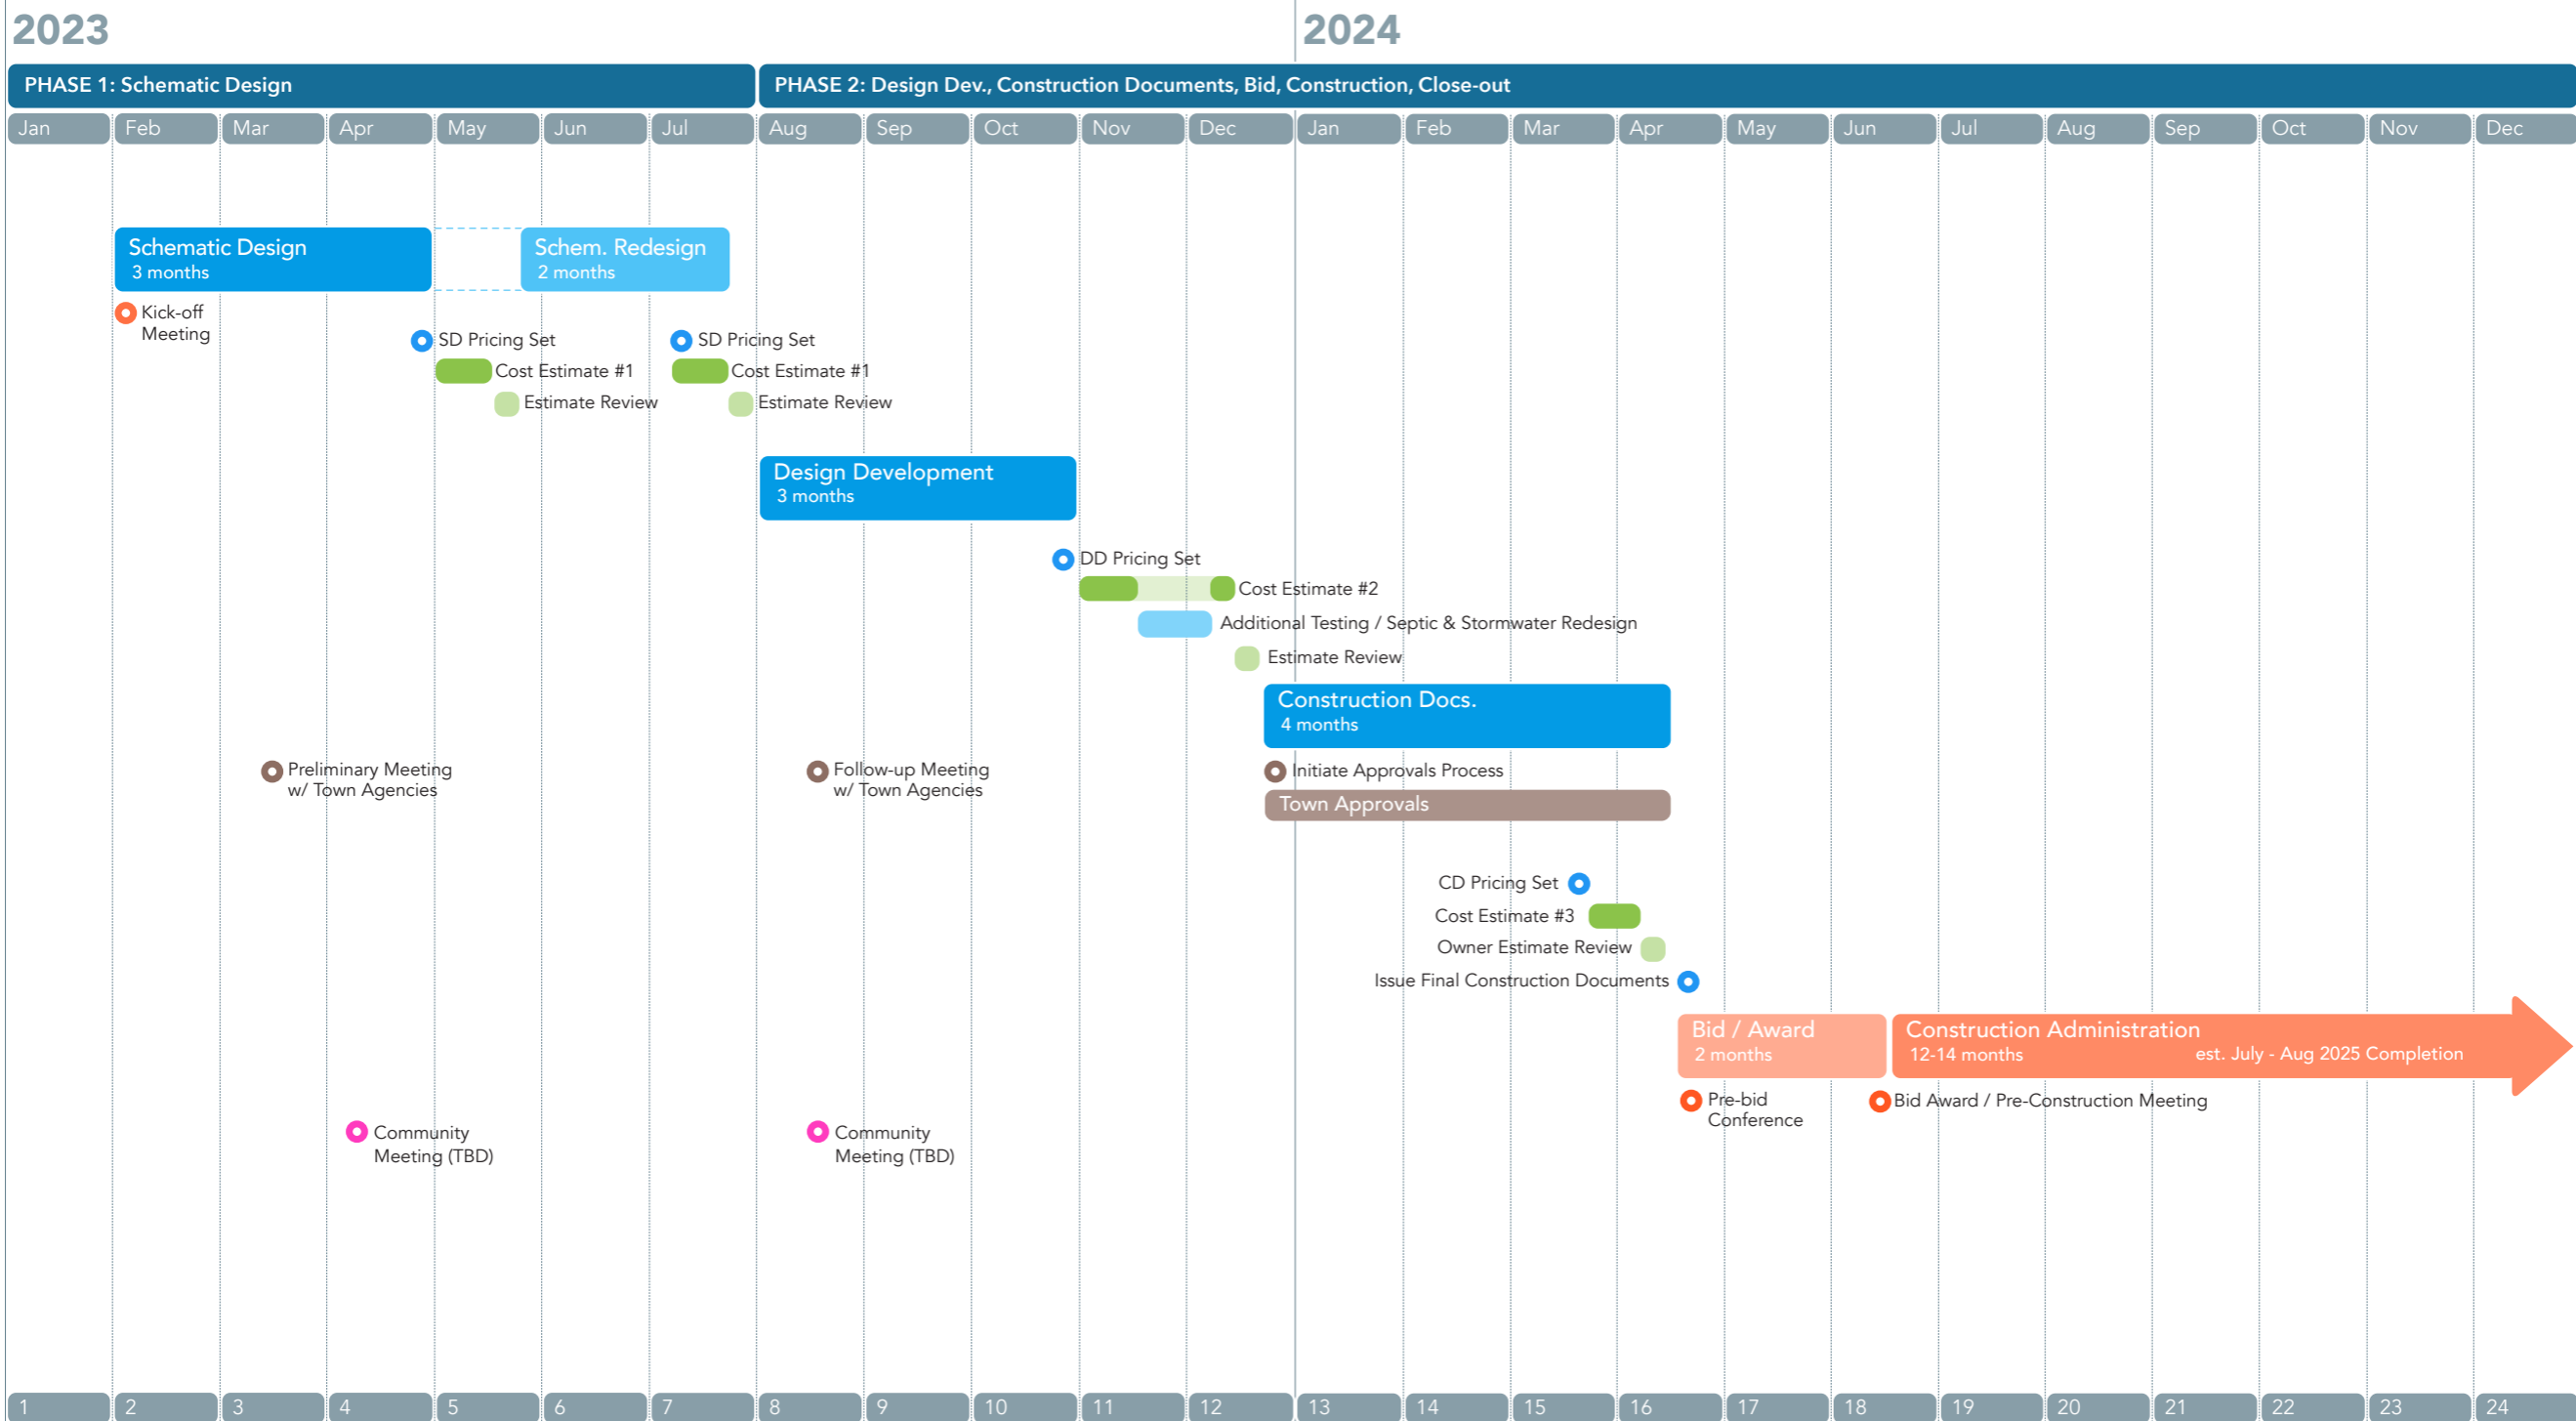 2023
2024
PHASE 1: Schematic Design
PHASE 2: Design Dev., Construction Documents, Bid, Construction, Close-out
Jan Feb Mar Apr May Jun Jul Aug Sep Oct Nov Dec Jan Feb Mar Apr May Jun Jul Aug Sep Oct Nov Dec
Schematic Design
3 months
Schem. Redesign
2 months
Kick-off
Meeting
SD Pricing Set
SD Pricing Set
Cost Estimate #1
Cost Estimate #1
Estimate Review
Estimate Review
Design Development
3 months
DD Pricing Set
Cost Estimate #2
Additional Testing / Septic & Stormwater Redesign
Estimate Review
Construction Docs.
4 months
Preliminary Meeting
w/ Town Agencies
Follow-up Meeting
w/ Town Agencies
Initiate Approvals Process
Town Approvals
CD Pricing Set
Cost Estimate #3
Owner Estimate Review
Issue Final Construction Documents
Bid / Award
2 months
Construction Administration
12-14 months
est. July - Aug 2025 Completion
Pre-bid
Conference
Bid Award / Pre-Construction Meeting
Community
Meeting (TBD)
Community
Meeting (TBD)
1 2 3 4 5 6 7 8 9 10 11 12 13 14 15 16 17 18 19 20 21 22 23 24